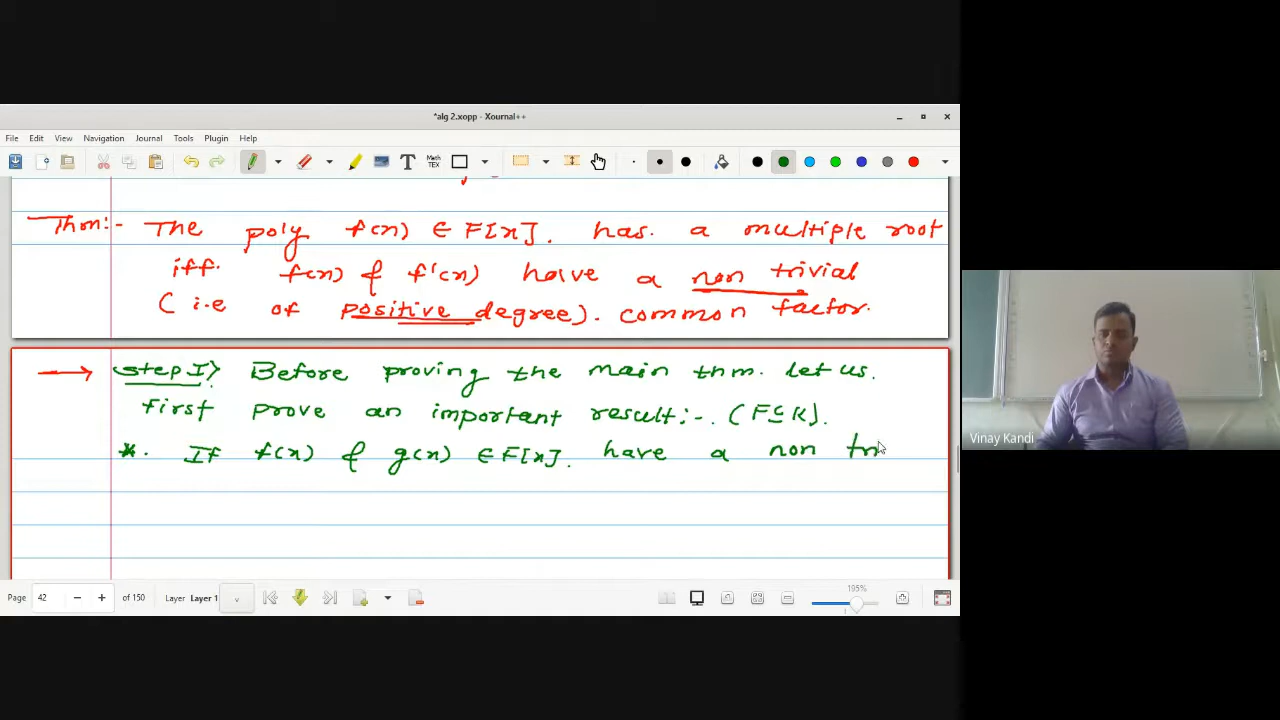 *alg 2.xopp - Xournal++
File Edit View Navigation Journal Tools Plugin Help
Thm:- The poly f(x) ∈ F[x]. has a multiple root
iff. f(x) & f'(x) have a non trivial
(i.e of positive degree). common factor.
→ step I> Before proving the main thm. let us.
first prove an important result:-. (F⊆K).
*. If f(x) & g(x) ∈ F[x]. have a non tri
Vinay Kandi
Page 42 of 150 Layer Layer 1 195%